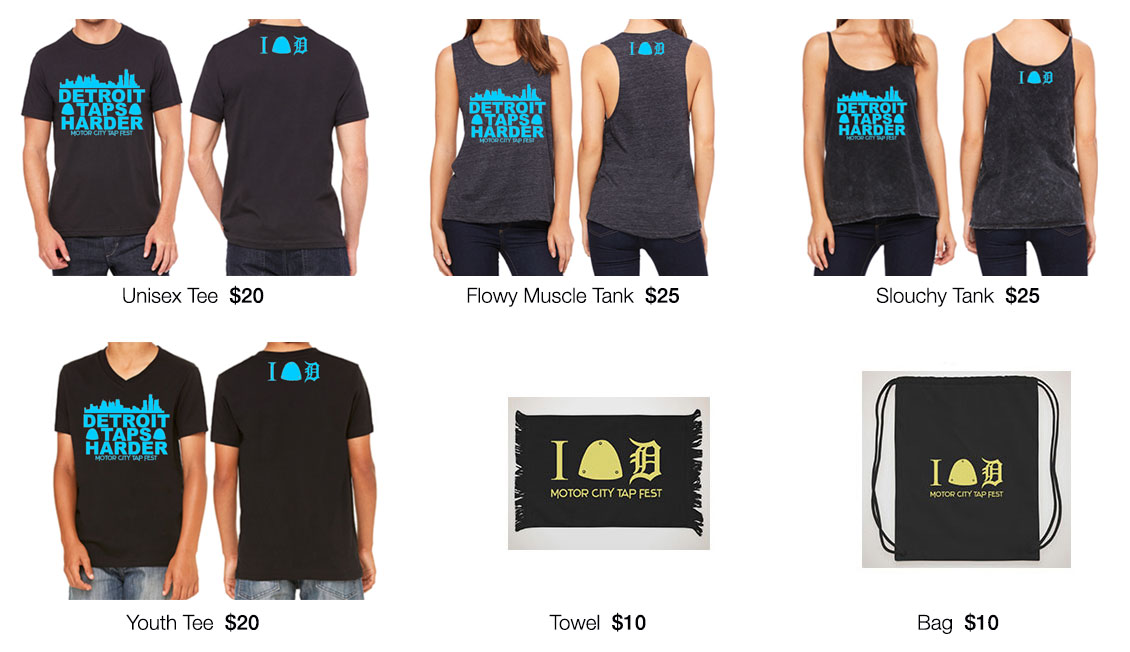 DETROIT
TAPS
HARDER
MOTOR CITY TAP FEST
I D
Unisex Tee $20
DETROIT
TAPS
HARDER
MOTOR CITY TAP FEST
I D
Flowy Muscle Tank $25
DETROIT
TAPS
HARDER
MOTOR CITY TAP FEST
I D
Slouchy Tank $25
DETROIT
TAPS
HARDER
MOTOR CITY TAP FEST
I D
Youth Tee $20
I D
MOTOR CITY TAP FEST
Towel $10
I D
MOTOR CITY TAP FEST
Bag $10